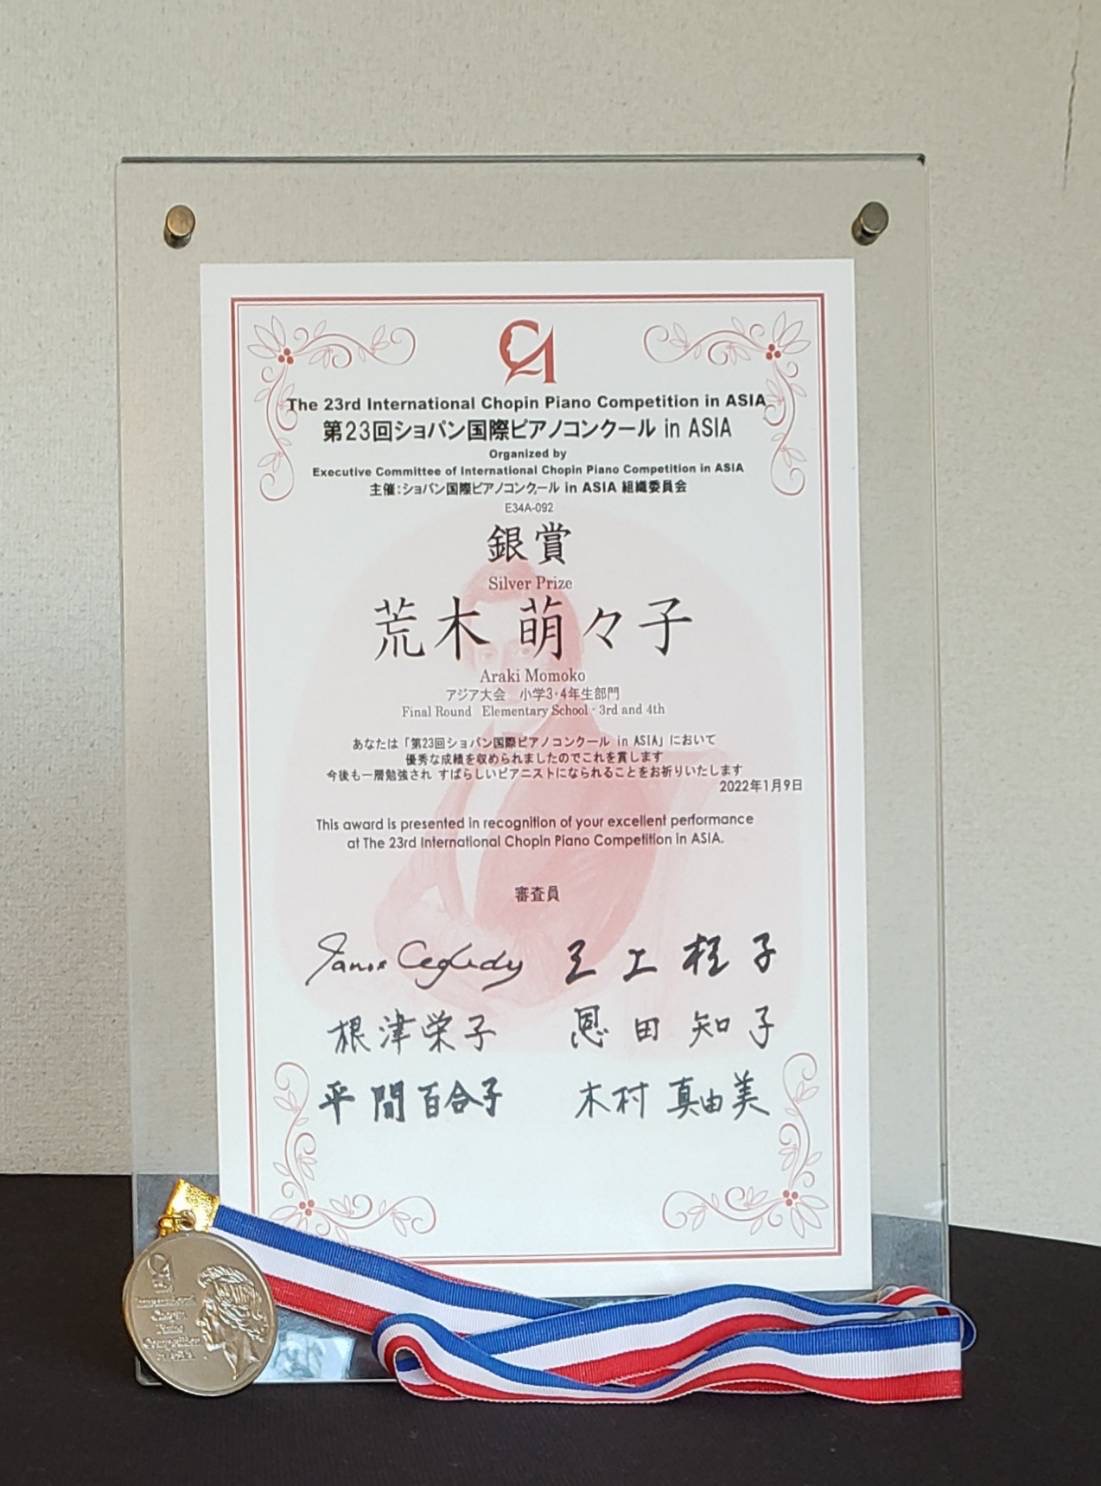 CA
The 23rd International Chopin Piano Competition in ASIA
第23回ショパン国際ピアノコンクール in ASIA
Organized by
Executive Committee of International Chopin Piano Competition in ASIA
主催:ショパン国際ピアノコンクール in ASIA 組織委員会
E34A-092
銀賞
Silver Prize
荒木 萌々子
Araki Momoko
アジア大会 小学3・4年生部門
Final Round Elementary School・3rd and 4th
あなたは「第23回ショパン国際ピアノコンクール in ASIA」において
優秀な成績を収められましたのでこれを賞します
今後も一層勉強され すばらしいピアニストになられることをお祈りいたします
2022年1月9日
This award is presented in recognition of your excellent performance
at The 23rd International Chopin Piano Competition in ASIA.
審査員
根津栄子 恩田知子
平間百合子 木村真由美
International
Chopin
Piano
Competition
in Asia